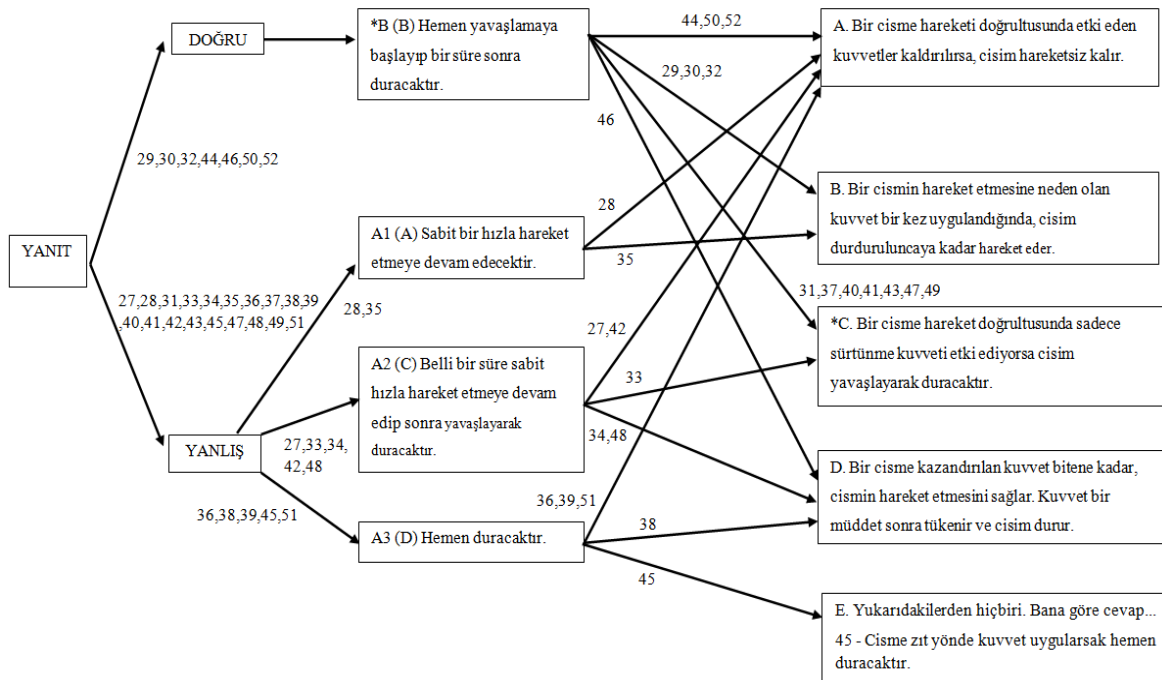 YANIT
DOĞRU
29,30,32,44,46,50,52
27,28,31,33,34,35,36,37,38,39
,40,41,42,43,45,47,48,49,51
YANLIŞ
28,35
27,33,34,
42,48
36,38,39,45,51
*B (B) Hemen yavaşlamaya
başlayıp bir süre sonra
duracaktır.
A1 (A) Sabit bir hızla hareket
etmeye devam edecektir.
A2 (C) Belli bir süre sabit
hızla hareket etmeye devam
edip sonra yavaşlayarak
duracaktır.
A3 (D) Hemen duracaktır.
44,50,52
29,30,32
46
28
35
31,37,40,41,43,47,49
27,42
33
34,48
36,39,51
38
45
A. Bir cisme hareketi doğrultusunda etki eden
kuvvetler kaldırılırsa, cisim hareketsiz kalır.
B. Bir cismin hareket etmesine neden olan
kuvvet bir kez uygulandığında, cisim
durduruluncaya kadar hareket eder.
*C. Bir cisme hareket doğrultusunda sadece
sürtünme kuvveti etki ediyorsa cisim
yavaşlayarak duracaktır.
D. Bir cisme kazandırılan kuvvet bitene kadar,
cismin hareket etmesini sağlar. Kuvvet bir
müddet sonra tükenir ve cisim durur.
E. Yukarıdakilerden hiçbiri. Bana göre cevap...
45 - Cisme zıt yönde kuvvet uygularsak hemen
duracaktır.